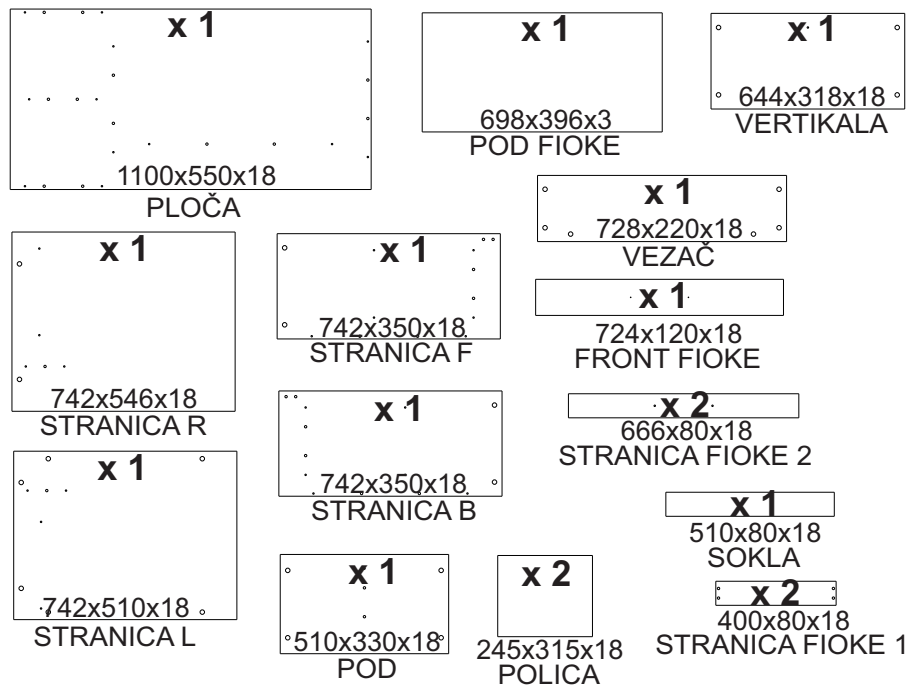 x 1
1100x550x18
PLOČA
x 1
698x396x3
POD FIOKE
x 1
644x318x18
VERTIKALA
x 1
728x220x18
VEZAČ
x 1
742x546x18
STRANICA R
x 1
742x350x18
STRANICA F
x 1
724x120x18
FRONT FIOKE
x 2
666x80x18
STRANICA FIOKE 2
x 1
742x350x18
STRANICA B
x 1
742x510x18
STRANICA L
x 1
510x80x18
SOKLA
x 1
510x330x18
POD
x 2
245x315x18
POLICA
x 2
400x80x18
STRANICA FIOKE 1